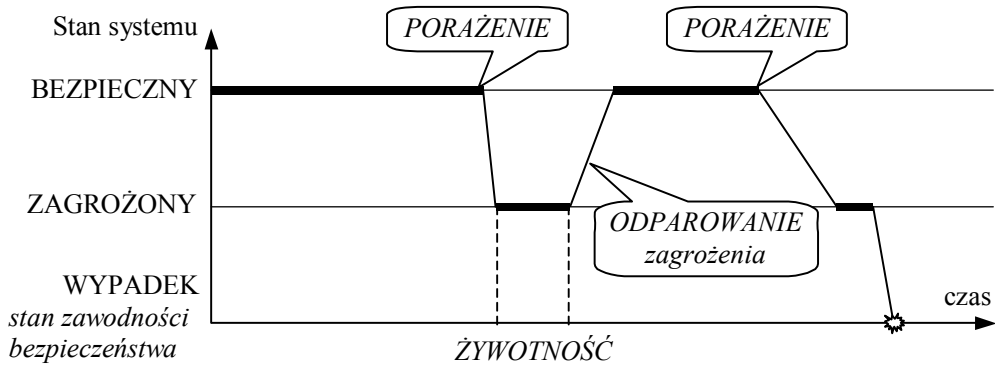 Stan systemu
PORAŻENIE
PORAŻENIE
BEZPIECZNY
ZAGROŻONY
ODPAROWANIE
zagrożenia
WYPADEK
stan zawodności
bezpieczeństwa
czas
ŻYWOTNOŚĆ